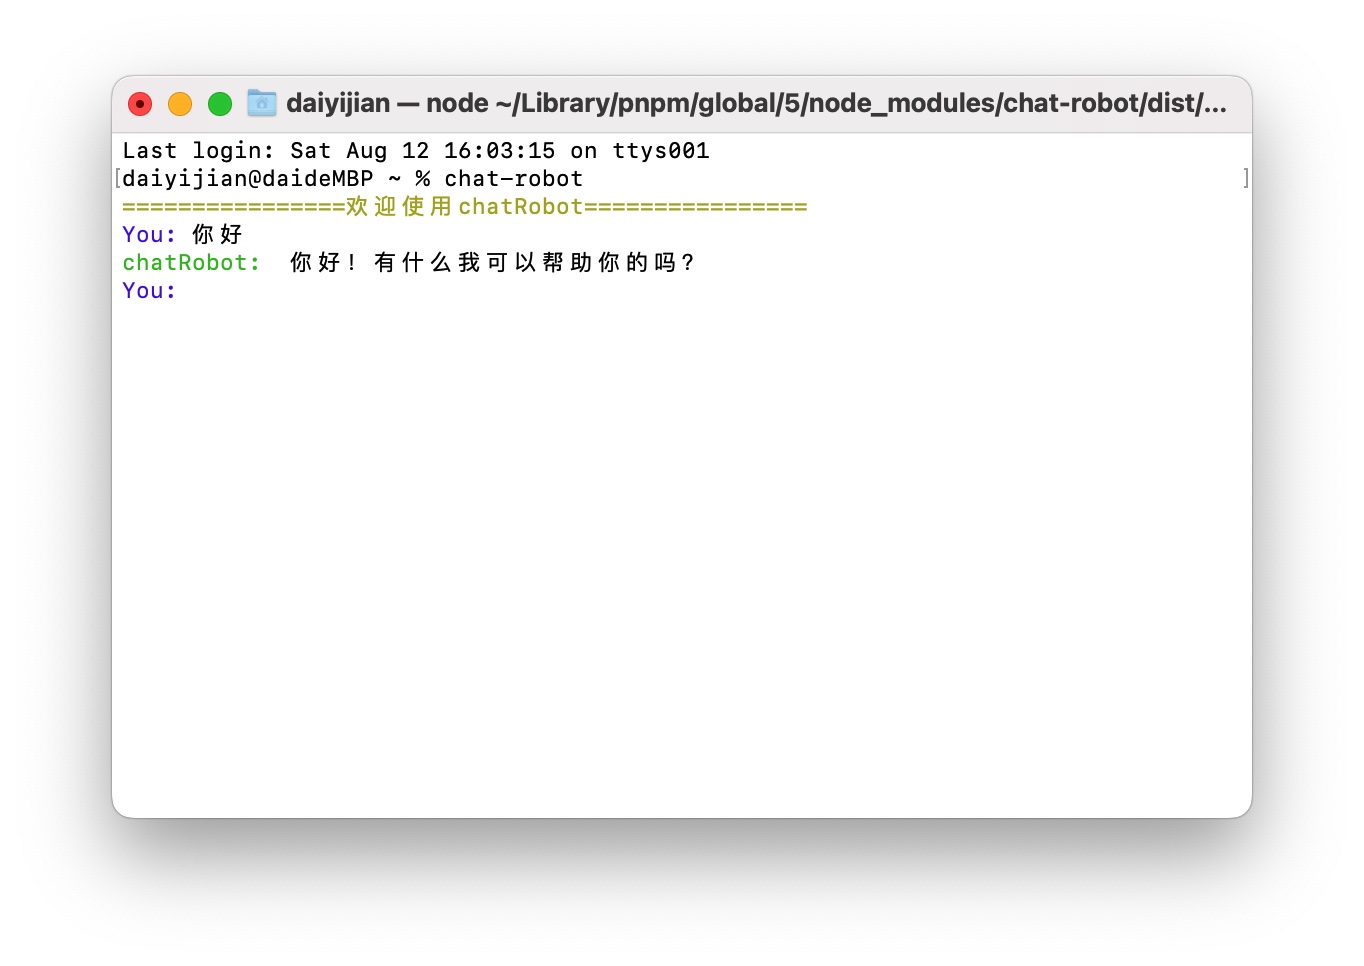 daiyijian — node ~/Library/pnpm/global/5/node_modules/chat-robot/dist/...
Last login: Sat Aug 12 16:03:15 on ttys001
[daiyijian@daideMBP ~ % chat-robot ]
================欢迎使用chatRobot================
You: 你好
chatRobot:  你好！有什么我可以帮助你的吗？
You: